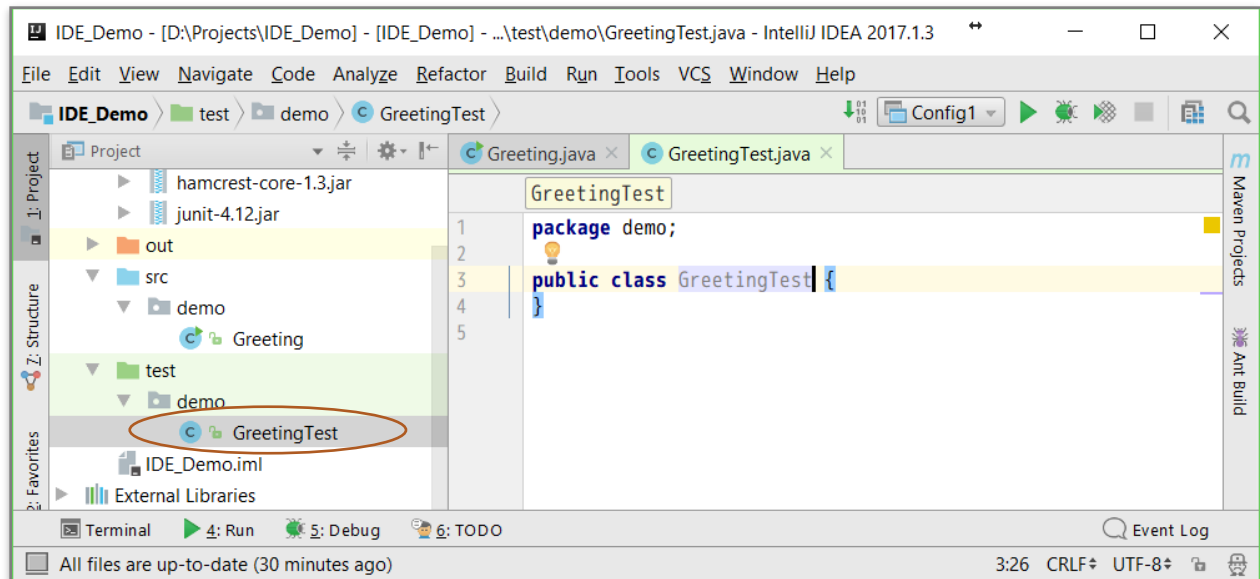 IDE_Demo - [D:\Projects\IDE_Demo] - [IDE_Demo] - ...\test\demo\GreetingTest.java - IntelliJ IDEA 2017.1.3
File Edit View Navigate Code Analyze Refactor Build Run Tools VCS Window Help
IDE_Demo test demo GreetingTest Config1
1: Project
Z: Structure
2: Favorites
Project
hamcrest-core-1.3.jar
junit-4.12.jar
out
src
demo
Greeting
test
demo
GreetingTest
IDE_Demo.iml
External Libraries
Greeting.java GreetingTest.java
GreetingTest
1 package demo;
2
3 public class GreetingTest {
4 }
5
Maven Projects
Ant Build
Terminal 4: Run 5: Debug 6: TODO Event Log
All files are up-to-date (30 minutes ago) 3:26 CRLF UTF-8